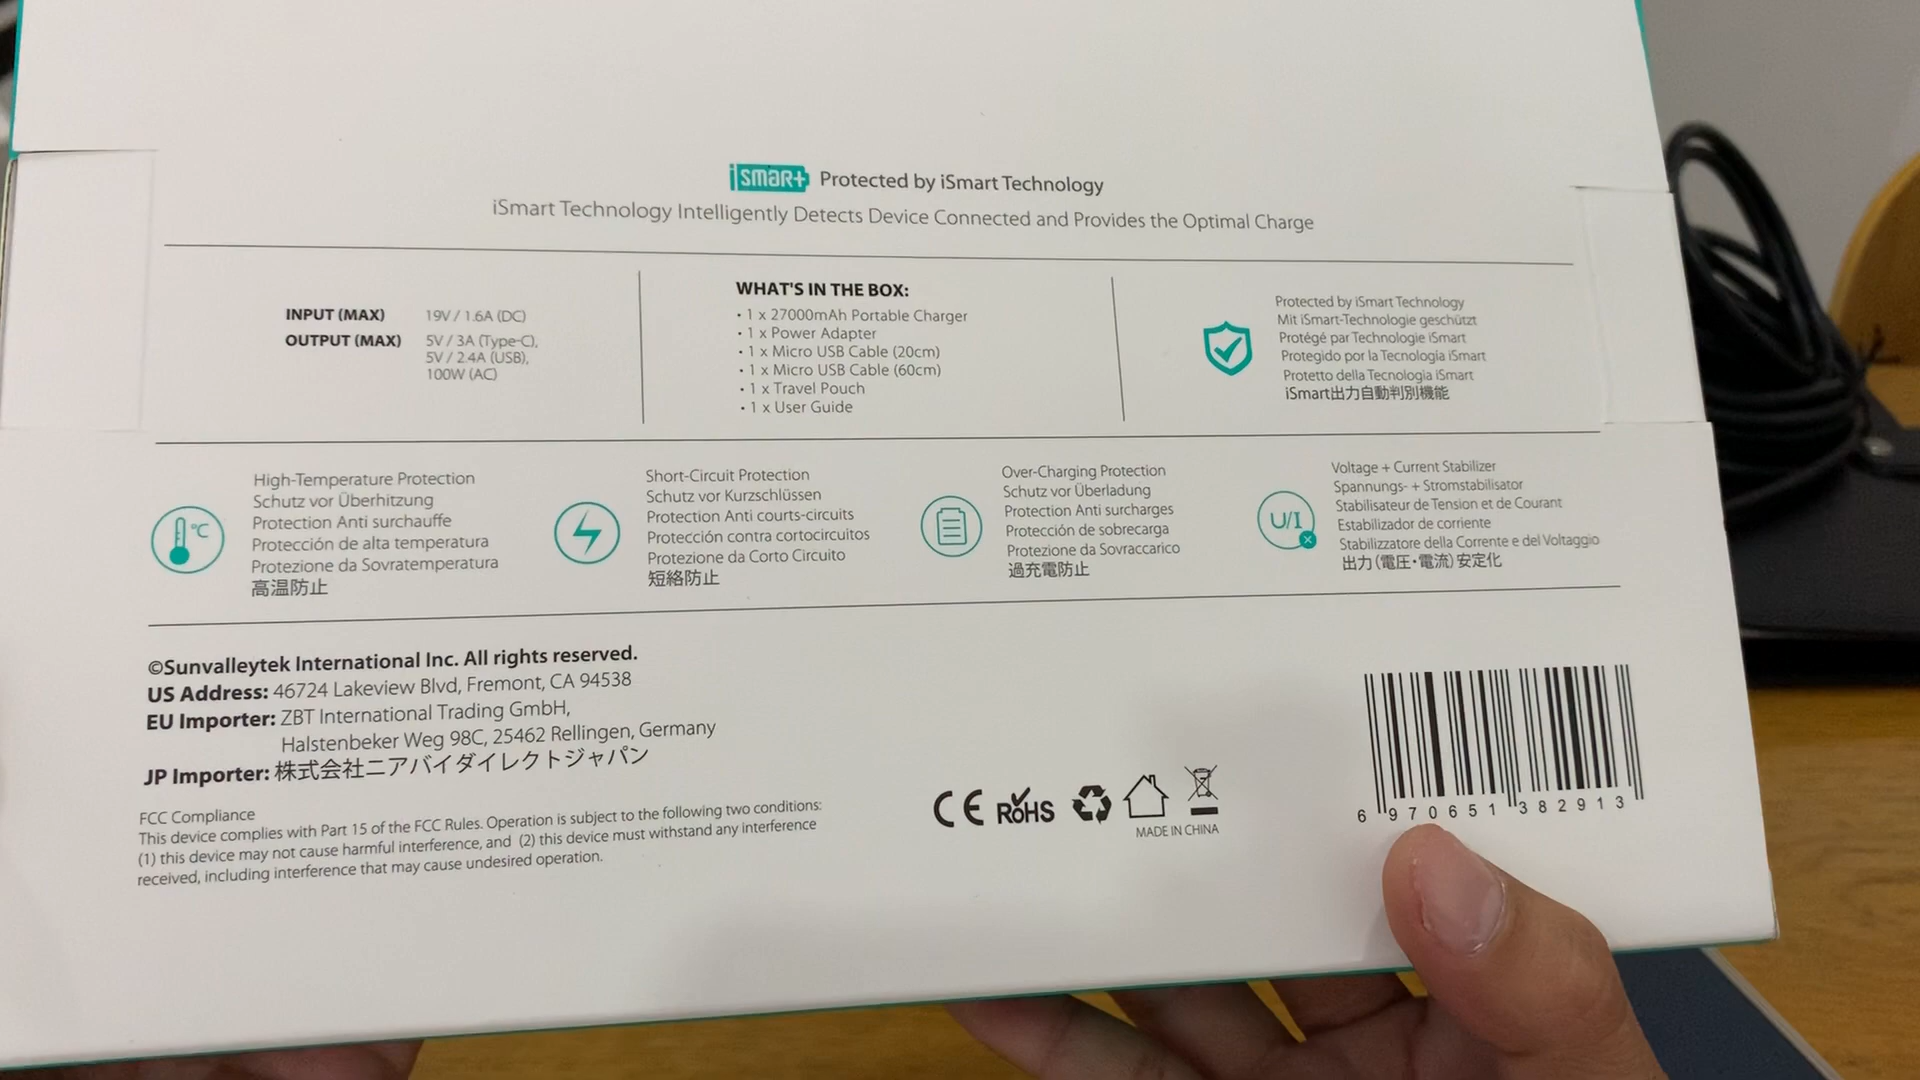 iSmart Protected by iSmart Technology
iSmart Technology Intelligently Detects Device Connected and Provides the Optimal Charge
INPUT (MAX) 19V / 1.6A (DC)
OUTPUT (MAX) 5V / 3A (Type-C),
5V / 2.4A (USB),
100W (AC)
WHAT'S IN THE BOX:
• 1 x 27000mAh Portable Charger
• 1 x Power Adapter
• 1 x Micro USB Cable (20cm)
• 1 x Micro USB Cable (60cm)
• 1 x Travel Pouch
• 1 x User Guide
Protected by iSmart Technology
Mit iSmart-Technologie geschützt
Protégé par Technologie iSmart
Protegido por la Tecnología iSmart
Protetto della Tecnologia iSmart
iSmart出力自動判別機能
°C
High-Temperature Protection
Schutz vor Überhitzung
Protection Anti surchauffe
Protección de alta temperatura
Protezione da Sovratemperatura
高温防止
Short-Circuit Protection
Schutz vor Kurzschlüssen
Protection Anti courts-circuits
Protección contra cortocircuitos
Protezione da Corto Circuito
短絡防止
Over-Charging Protection
Schutz vor Überladung
Protection Anti surcharges
Protección de sobrecarga
Protezione da Sovraccarico
過充電防止
U/I
Voltage + Current Stabilizer
Spannungs- + Stromstabilisator
Stabilisateur de Tension et de Courant
Estabilizador de corriente
Stabilizzatore della Corrente e del Voltaggio
出力（電圧・電流）安定化
©Sunvalleytek International Inc. All rights reserved.
US Address: 46724 Lakeview Blvd, Fremont, CA 94538
EU Importer: ZBT International Trading GmbH,
Halstenbeker Weg 98C, 25462 Rellingen, Germany
JP Importer: 株式会社ニアバイダイレクトジャパン
FCC Compliance
This device complies with Part 15 of the FCC Rules. Operation is subject to the following two conditions:
(1) this device may not cause harmful interference, and (2) this device must withstand any interference
received, including interference that may cause undesired operation.
CE RoHS
MADE IN CHINA
6 970651 382913